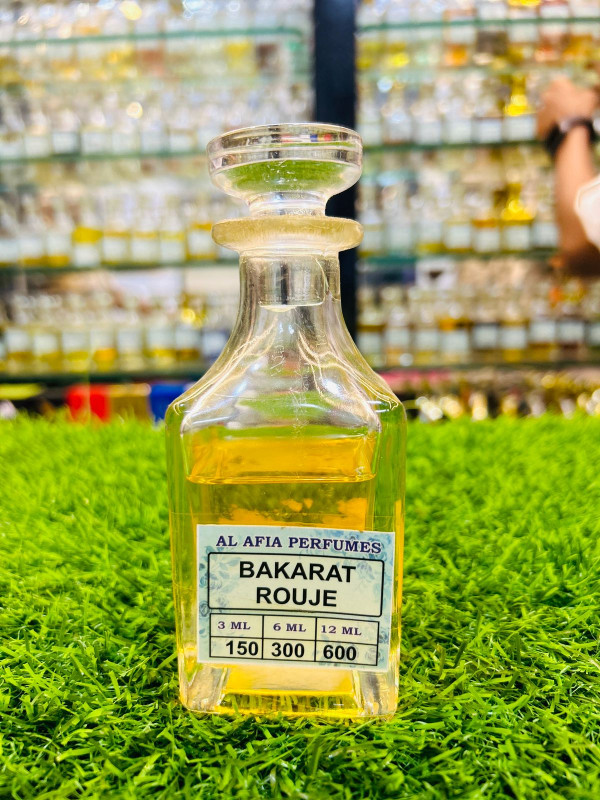 AL AFIA PERFUMES
BAKARAT
ROUJE
3 ML 6 ML 12 ML
150 300 600